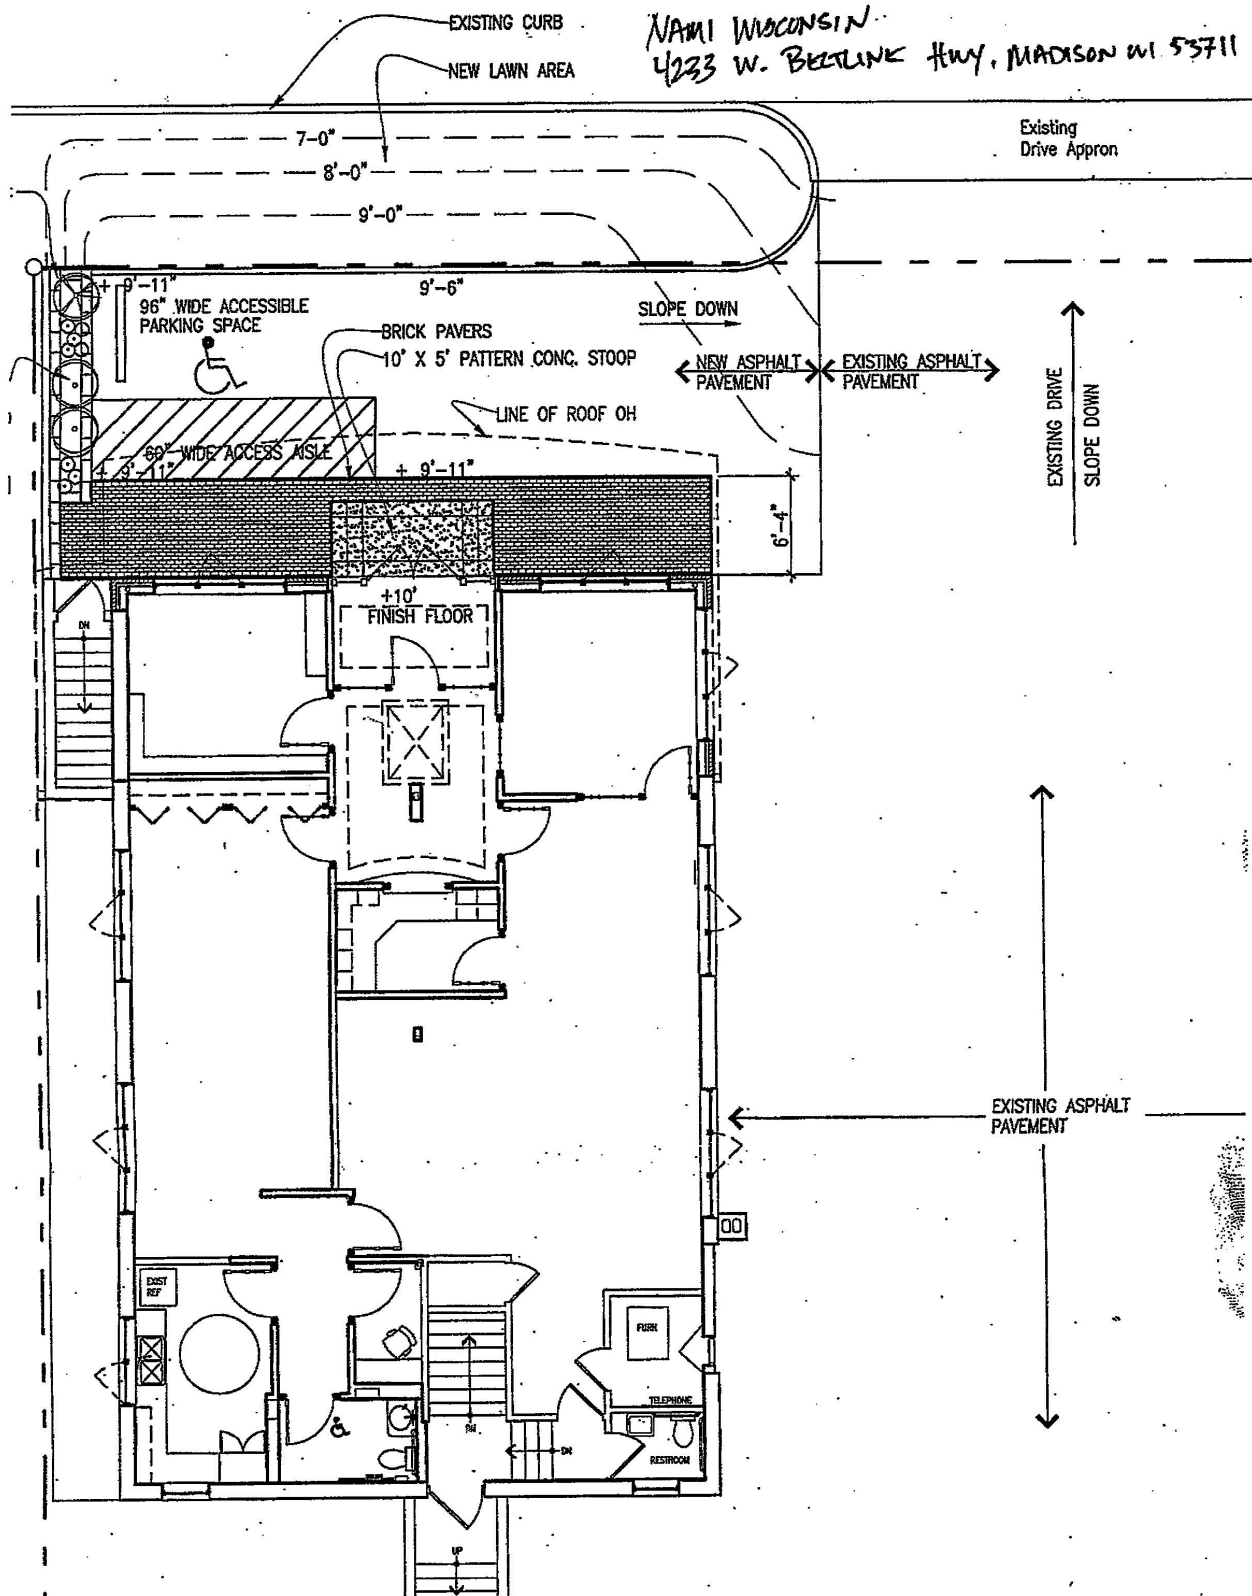 EXISTING CURB
NAMI WISCONSIN
4233 W. BELTLINK HWY, MADISON WI 53711
NEW LAWN AREA
Existing
Drive Appron
7-0"
8'-0"
9'-0"
+ 9'-11"
9'-6"
96" WIDE ACCESSIBLE
PARKING SPACE
SLOPE DOWN
BRICK PAVERS
10' X 5' PATTERN CONC. STOOP
NEW ASPHALT
PAVEMENT
EXISTING ASPHALT
PAVEMENT
LINE OF ROOF OH
EXISTING DRIVE
SLOPE DOWN
60" WIDE ACCESS AISLE
+ 9'-11"
+ 9'-11"
6'-4"
+10'
FINISH FLOOR
DN
EXISTING ASPHALT
PAVEMENT
EXIST
REF
FURN
TELEPHONE
DN
DN
RESTROOM
UP